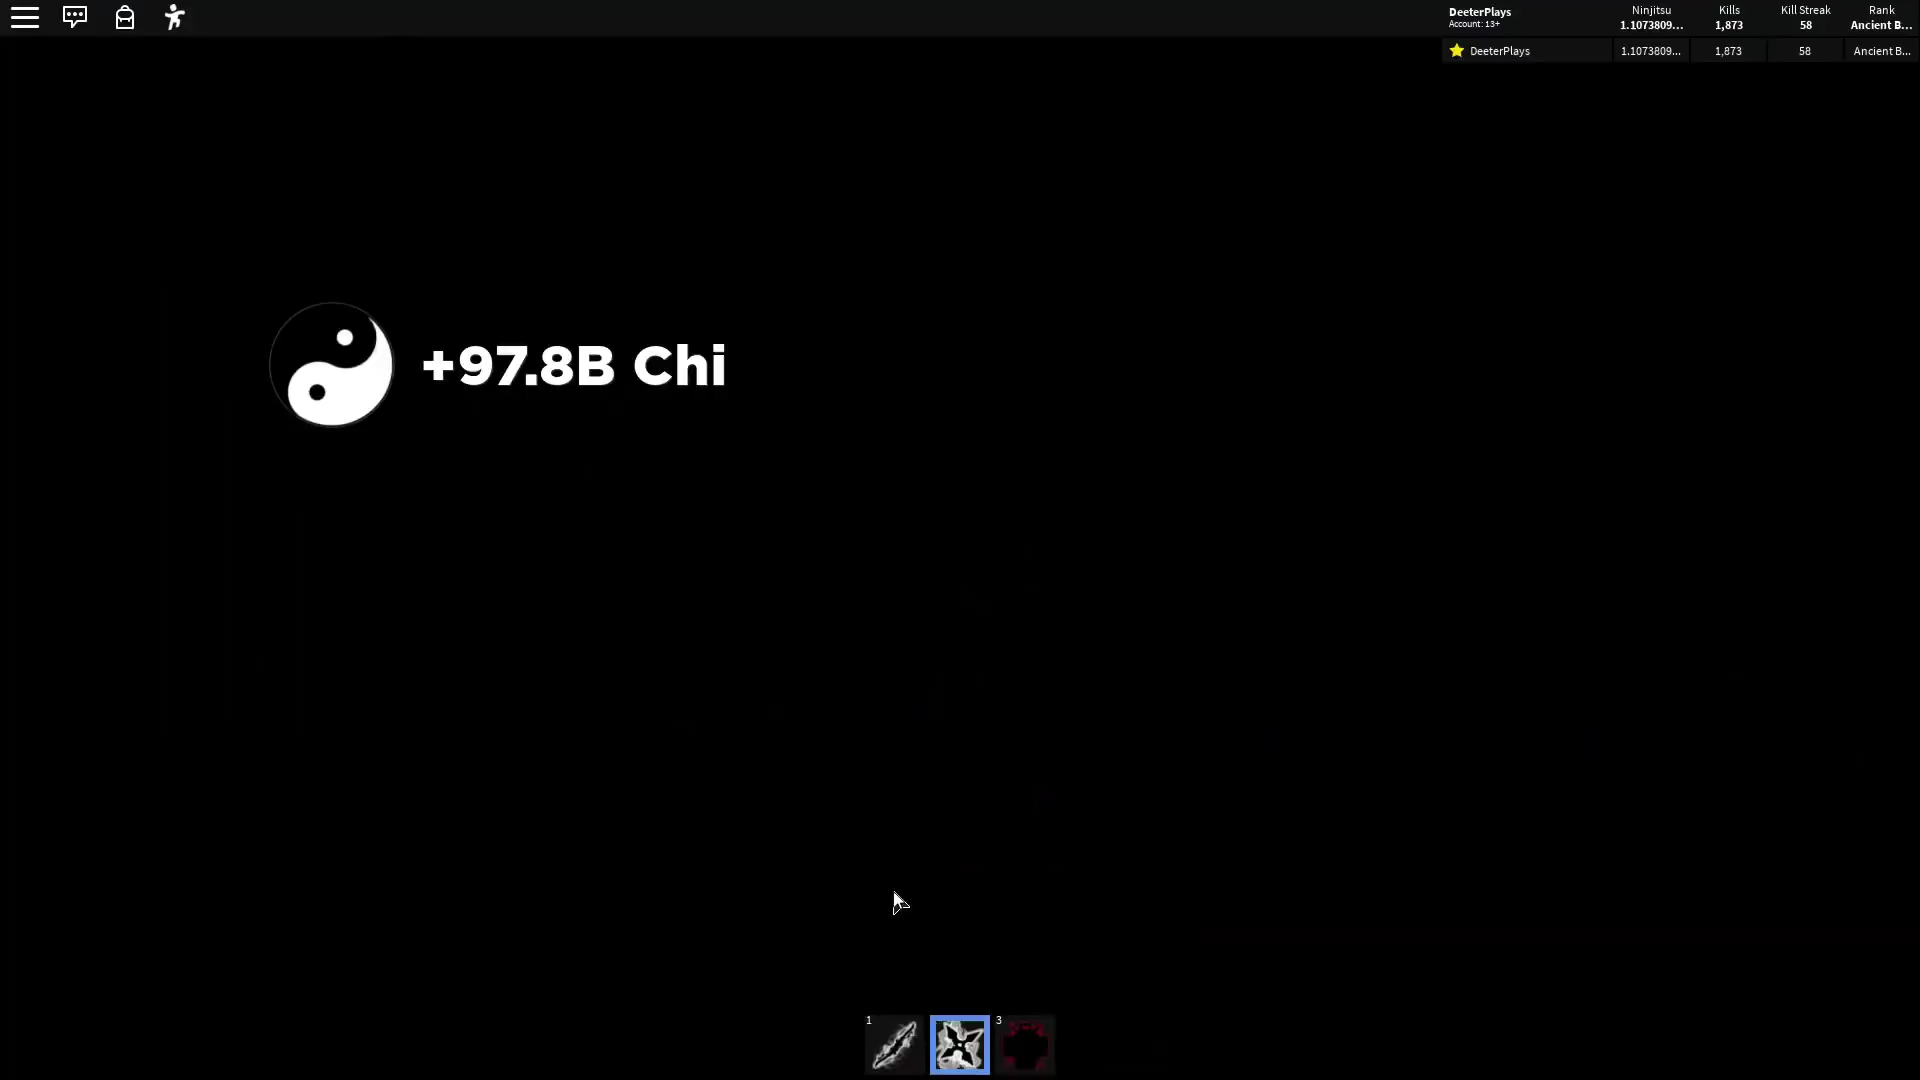 DeeterPlays
Account: 13+
Ninjitsu Kills Kill Streak Rank
1.1073809... 1,873 58 Ancient B...
DeeterPlays 1.1073809... 1,873 58 Ancient B...
+97.8B Chi
1 3